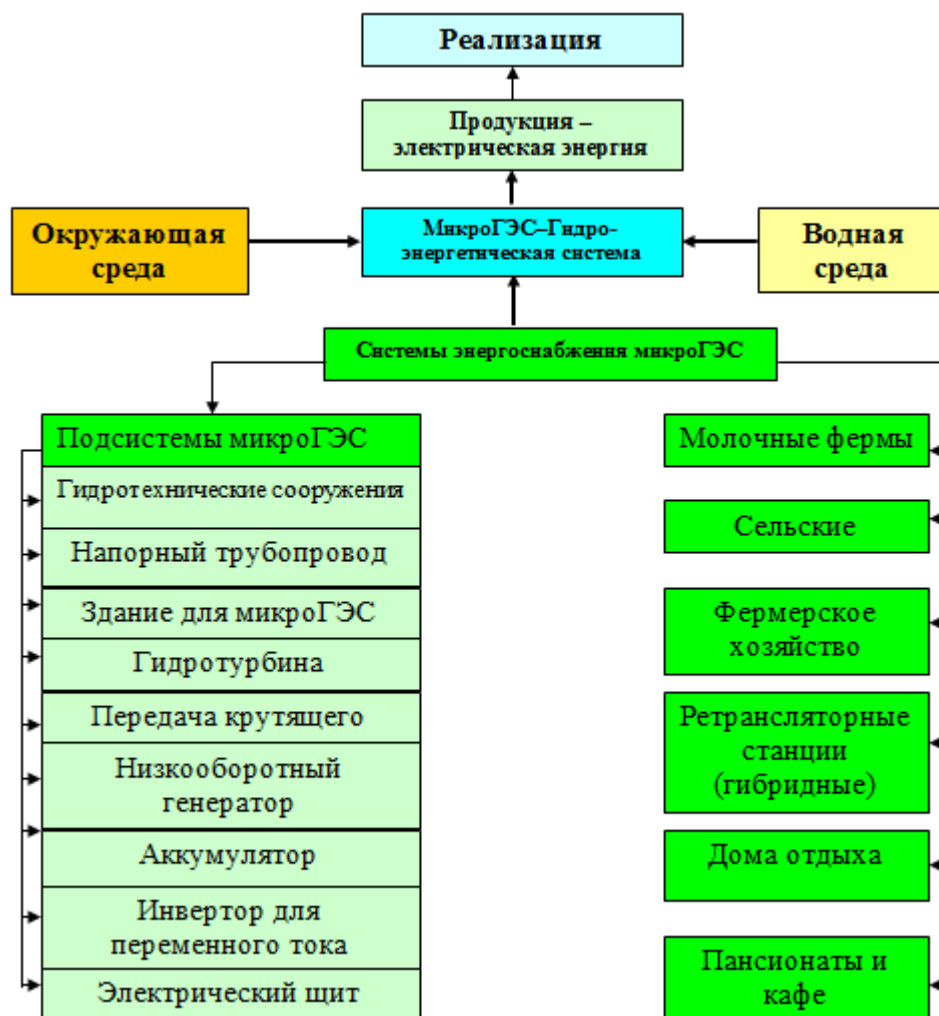 Реализация
Продукция –
электрическая энергия
Окружающая
среда
МикроГЭС–Гидро-
энергетическая система
Водная
среда
Системы энергоснабжения микроГЭС
Подсистемы микроГЭС
Гидротехнические сооружения
Напорный трубопровод
Здание для микроГЭС
Гидротурбина
Передача крутящего
Низкооборотный
генератор
Аккумулятор
Инвертор для
переменного тока
Электрический щит
Молочные фермы
Сельские
Фермерское
хозяйство
Ретрансляторные
станции
(гибридные)
Дома отдыха
Пансионаты и
кафе